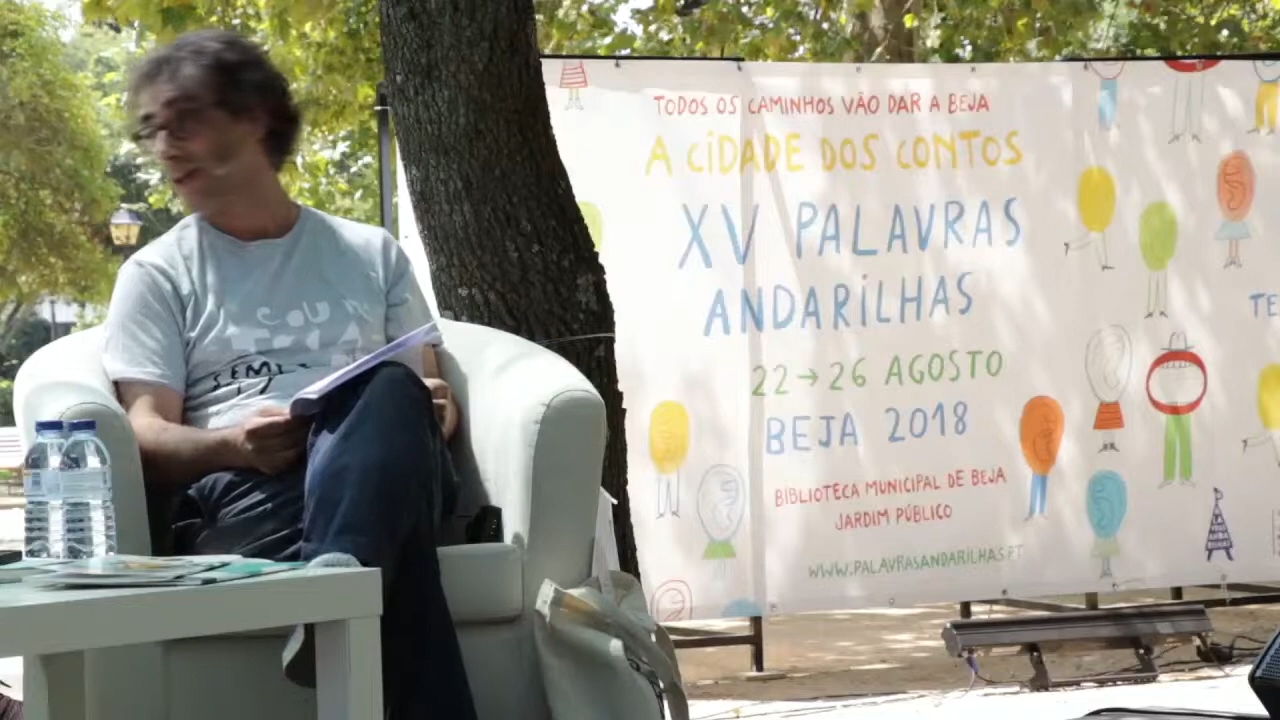 TODOS OS CAMINHOS VÃO DAR A BEJA
A CiDADE DOS CONTOS
XV PALAVRAS
ANDARiLHAS
22→26 AGOSTO
BEJA 2018
BiBLiOTECA MUNiCiPAL DE BEJA
JARDiM PÚBLiCO
WWW.PALAVRASANDARiLHAS.PT
TE